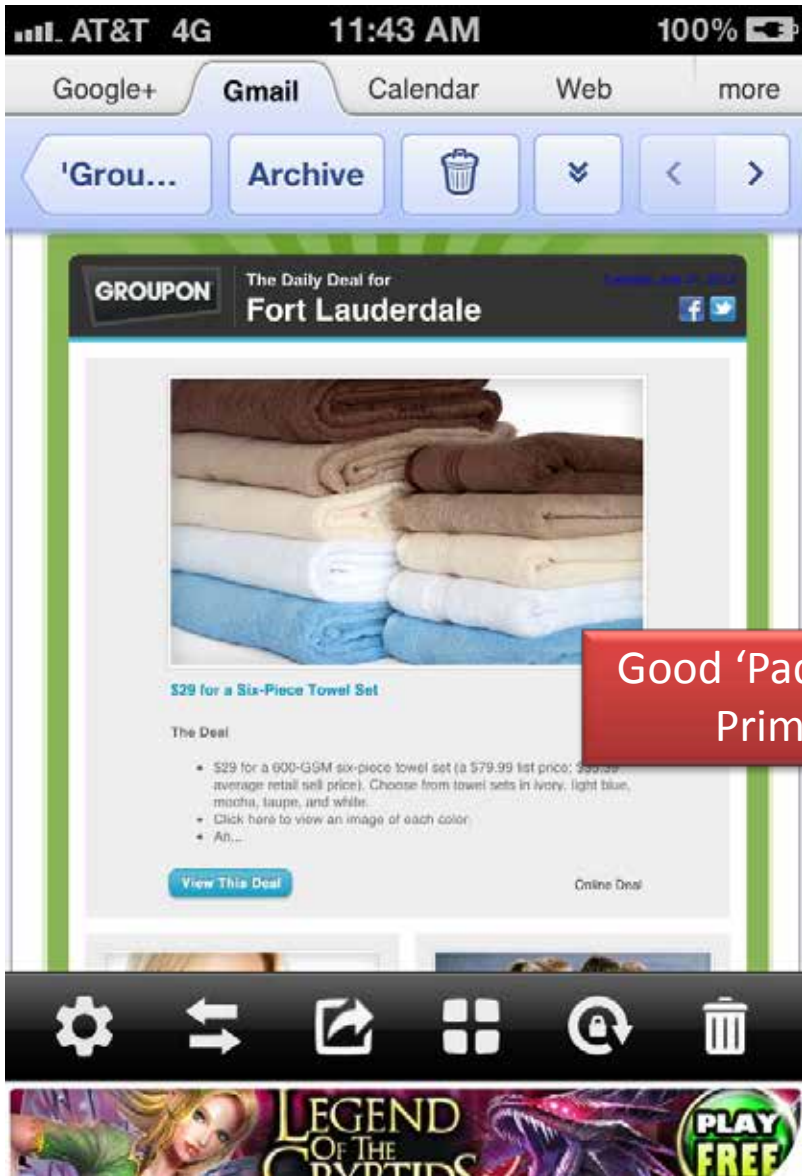 AT&T 4G 11:43 AM 100%
Google+ Gmail Calendar Web more
'Grou... Archive
GROUPON
The Daily Deal for
Fort Lauderdale
$29 for a Six-Piece Towel Set
Good ‘Pac
Prim
The Deal
• $29 for a 600-GSM six-piece towel set (a $79.99 list price;
average retail sell price). Choose from towel sets in ivory, light blue,
mocha, taupe, and white.
• Click here to view an image of each color.
• An...
View This Deal Online Deal
LEGEND
OF THE
CRYPTIDS
PLAY
FREE